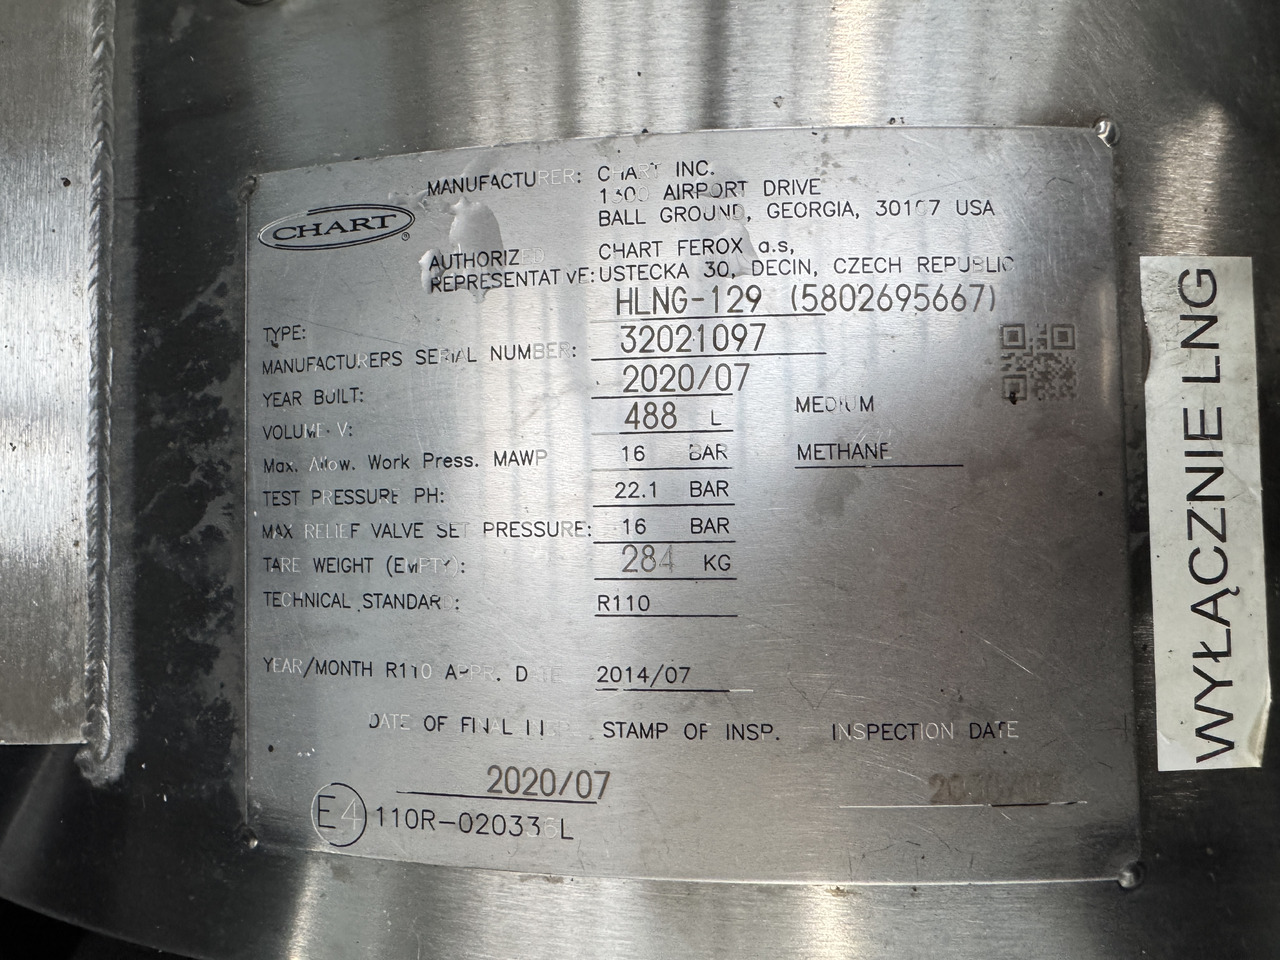 CHART®
MANUFACTURER: CHART INC.
1300 AIRPORT DRIVE
BALL GROUND, GEORGIA, 30107 USA
AUTHORIZED CHART FEROX a.s,
REPRESENTATIVE: USTECKA 30, DECIN, CZECH REPUBLIC
TYPE: HLNG-129 (5802695667)
MANUFACTURERS SERIAL NUMBER: 32021097
YEAR BUILT: 2020/07
VOLUME V: 488 L MEDIUM
Max. Allow. Work Press. MAWP 16 BAR METHANE
TEST PRESSURE PH: 22.1 BAR
MAX RELIEF VALVE SET PRESSURE: 16 BAR
TARE WEIGHT (EMPTY): 284 KG
TECHNICAL STANDARD: R110
YEAR/MONTH R110 APPR. DATE 2014/07
DATE OF FINAL STAMP OF INSP. INSPECTION DATE
2020/07
E4 110R-020336L
WYŁĄCZNIE LNG